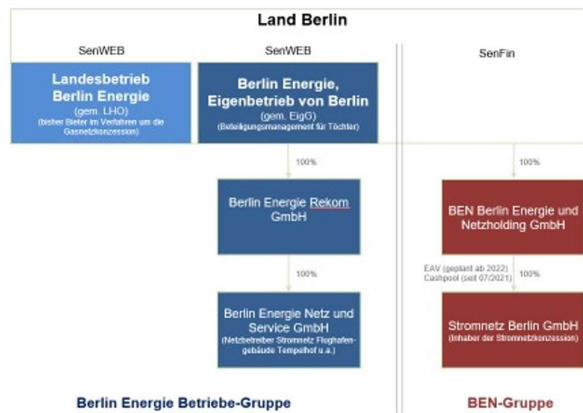 Land Berlin
SenWEB
SenWEB
SenFin
Landesbetrieb
Berlin Energie
(gem. LHO)
(bisher Bieter im Verfahren um die
Gasnetzkonzession)
Berlin Energie,
Eigenbetrieb von Berlin
(gem. EigG)
(Beteiligungsmanagement für Töchter)
100%
100%
Berlin Energie Rekom
GmbH
BEN Berlin Energie und
Netzholding GmbH
100%
EAV (geplant ab 2022)
Cashpool (seit 07/2021)
100%
Berlin Energie Netz und
Service GmbH
(Netzbetreiber Stromnetz Flughafen-
gebäude Tempelhof u.a.)
Stromnetz Berlin GmbH
(Inhaber der Stromnetzkonzession)
Berlin Energie Betriebe-Gruppe
BEN-Gruppe